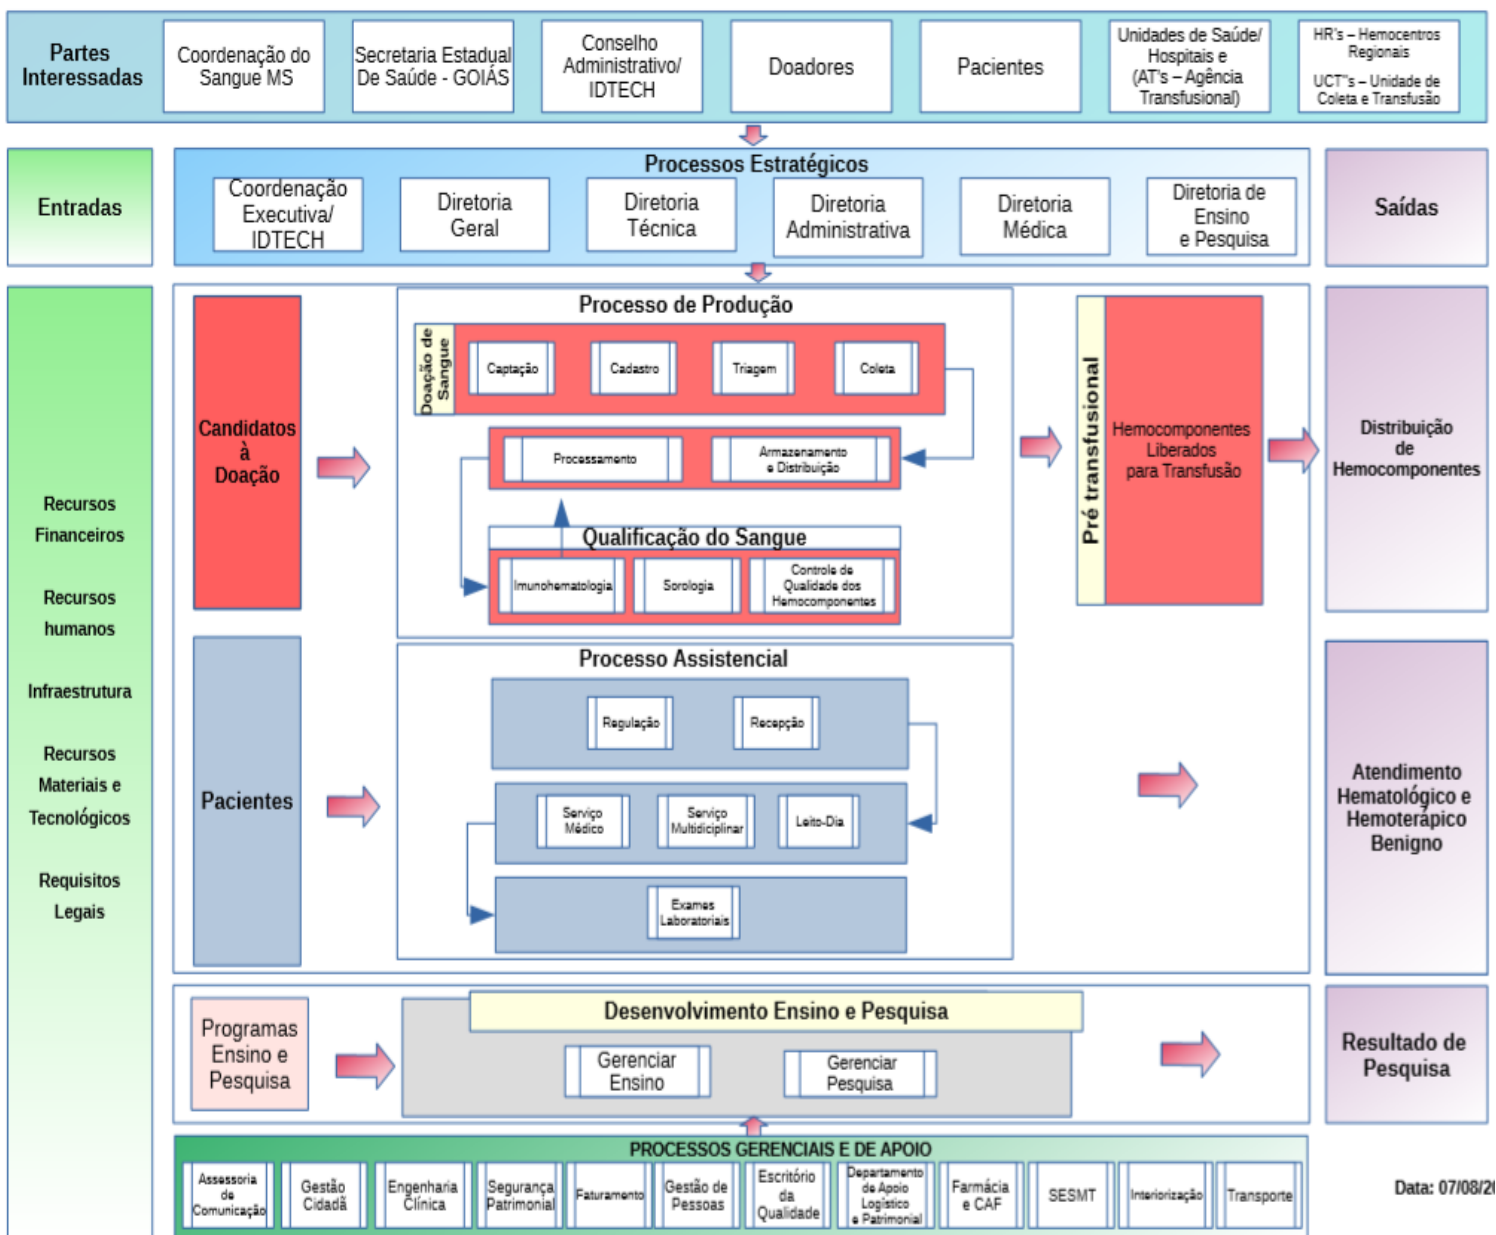 Partes
Interessadas
Coordenação do
Sangue MS
Secretaria Estadual
De Saúde - GOIÁS
Conselho
Administrativo/
IDTECH
Doadores
Pacientes
Unidades de Saúde/
Hospitais e
(AT's – Agência
Transfusional)
HR's – Hemocentros
Regionais
UCT"s – Unidade de
Coleta e Transfusão
Entradas
Processos Estratégicos
Coordenação
Executiva/
IDTECH
Diretoria
Geral
Diretoria
Técnica
Diretoria
Administrativa
Diretoria
Médica
Diretoria de
Ensino
e Pesquisa
Saídas
Recursos
Financeiros
Recursos
humanos
Infraestrutura
Recursos
Materiais e
Tecnológicos
Requisitos
Legais
Candidatos
à
Doação
Processo de Produção
Doação de
Sangue
Captação
Cadastro
Triagem
Coleta
Processamento
Armazenamento
e Distribuição
Qualificação do Sangue
Imunohematologia
Sorologia
Controle de
Qualidade dos
Hemocomponentes
Pré transfusional
Hemocomponentes
Liberados
para Transfusão
Distribuição
de
Hemocomponentes
Pacientes
Processo Assistencial
Regulação
Recepção
Serviço
Médico
Serviço
Multidiciplinar
Leito-Dia
Exames
Laboratoriais
Atendimento
Hematológico e
Hemoterápico
Benigno
Programas
Ensino e
Pesquisa
Desenvolvimento Ensino e Pesquisa
Gerenciar
Ensino
Gerenciar
Pesquisa
Resultado de
Pesquisa
PROCESSOS GERENCIAIS E DE APOIO
Assessoria
de
Comunicação
Gestão
Cidadã
Engenharia
Clínica
Segurança
Patrimonial
Faturamento
Gestão de
Pessoas
Escritório
da
Qualidade
Departamento
de Apoio
Logístico
e Patrimonial
Farmácia
e CAF
SESMT
Interiorização
Transporte
Data: 07/08/20